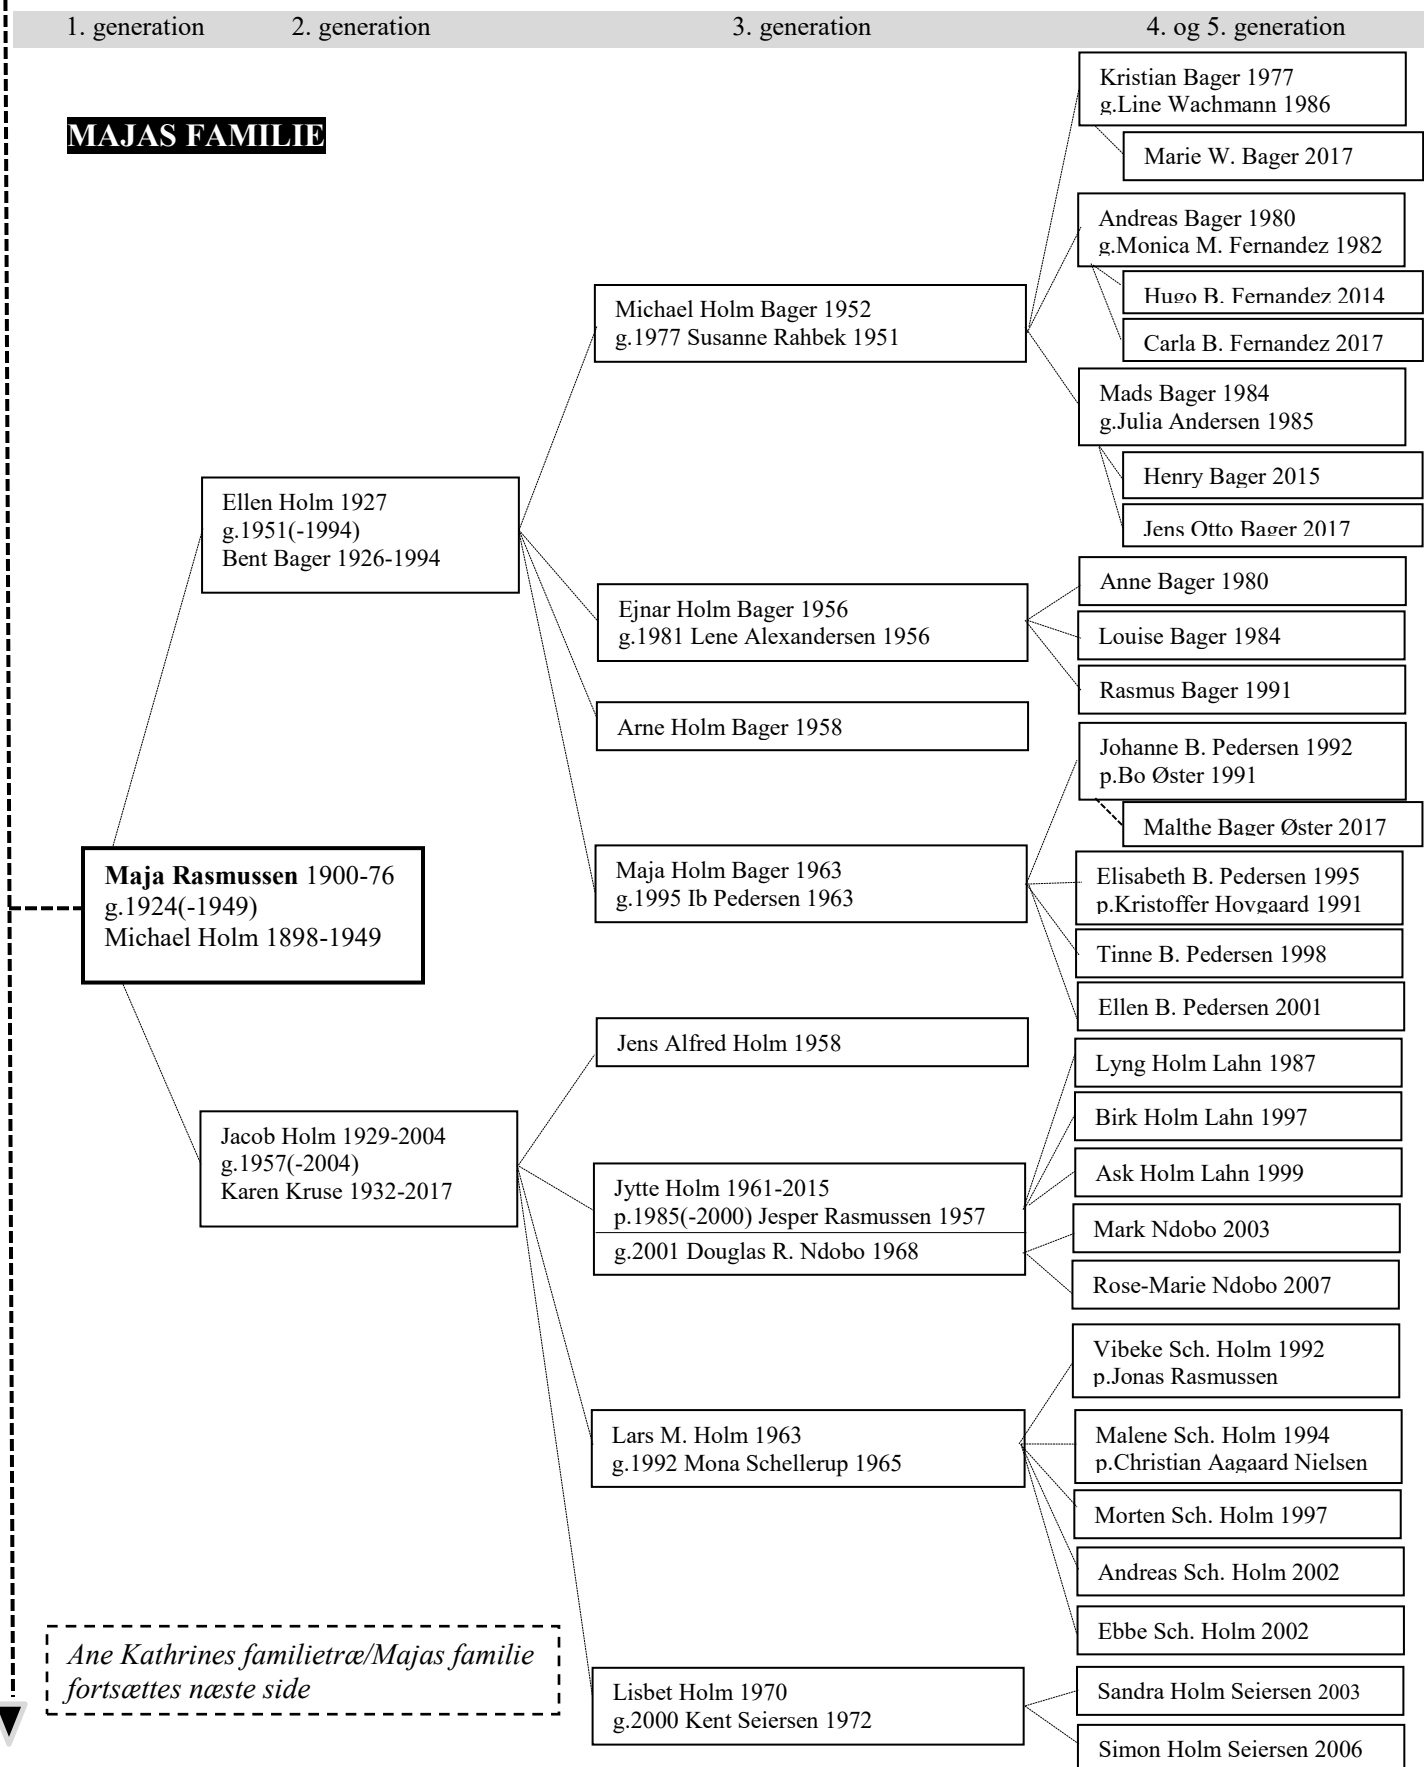 1. generation 2. generation 3. generation 4. og 5. generation
MAJAS FAMILIE
Maja Rasmussen 1900-76
g.1924(-1949)
Michael Holm 1898-1949
Ellen Holm 1927
g.1951(-1994)
Bent Bager 1926-1994
Michael Holm Bager 1952
g.1977 Susanne Rahbek 1951
Kristian Bager 1977
g.Line Wachmann 1986
Marie W. Bager 2017
Andreas Bager 1980
g.Monica M. Fernandez 1982
Hugo B. Fernandez 2014
Carla B. Fernandez 2017
Mads Bager 1984
g.Julia Andersen 1985
Henry Bager 2015
Jens Otto Bager 2017
Ejnar Holm Bager 1956
g.1981 Lene Alexandersen 1956
Anne Bager 1980
Louise Bager 1984
Rasmus Bager 1991
Arne Holm Bager 1958
Maja Holm Bager 1963
g.1995 Ib Pedersen 1963
Johanne B. Pedersen 1992
p.Bo Øster 1991
Malthe Bager Øster 2017
Elisabeth B. Pedersen 1995
p.Kristoffer Hovgaard 1991
Tinne B. Pedersen 1998
Ellen B. Pedersen 2001
Jacob Holm 1929-2004
g.1957(-2004)
Karen Kruse 1932-2017
Jens Alfred Holm 1958
Jytte Holm 1961-2015
p.1985(-2000) Jesper Rasmussen 1957
g.2001 Douglas R. Ndobo 1968
Lyng Holm Lahn 1987
Birk Holm Lahn 1997
Ask Holm Lahn 1999
Mark Ndobo 2003
Rose-Marie Ndobo 2007
Lars M. Holm 1963
g.1992 Mona Schellerup 1965
Vibeke Sch. Holm 1992
p.Jonas Rasmussen
Malene Sch. Holm 1994
p.Christian Aagaard Nielsen
Morten Sch. Holm 1997
Andreas Sch. Holm 2002
Ebbe Sch. Holm 2002
Lisbet Holm 1970
g.2000 Kent Seiersen 1972
Sandra Holm Seiersen 2003
Simon Holm Seiersen 2006
Ane Kathrines familietræ/Majas familie
fortsættes næste side